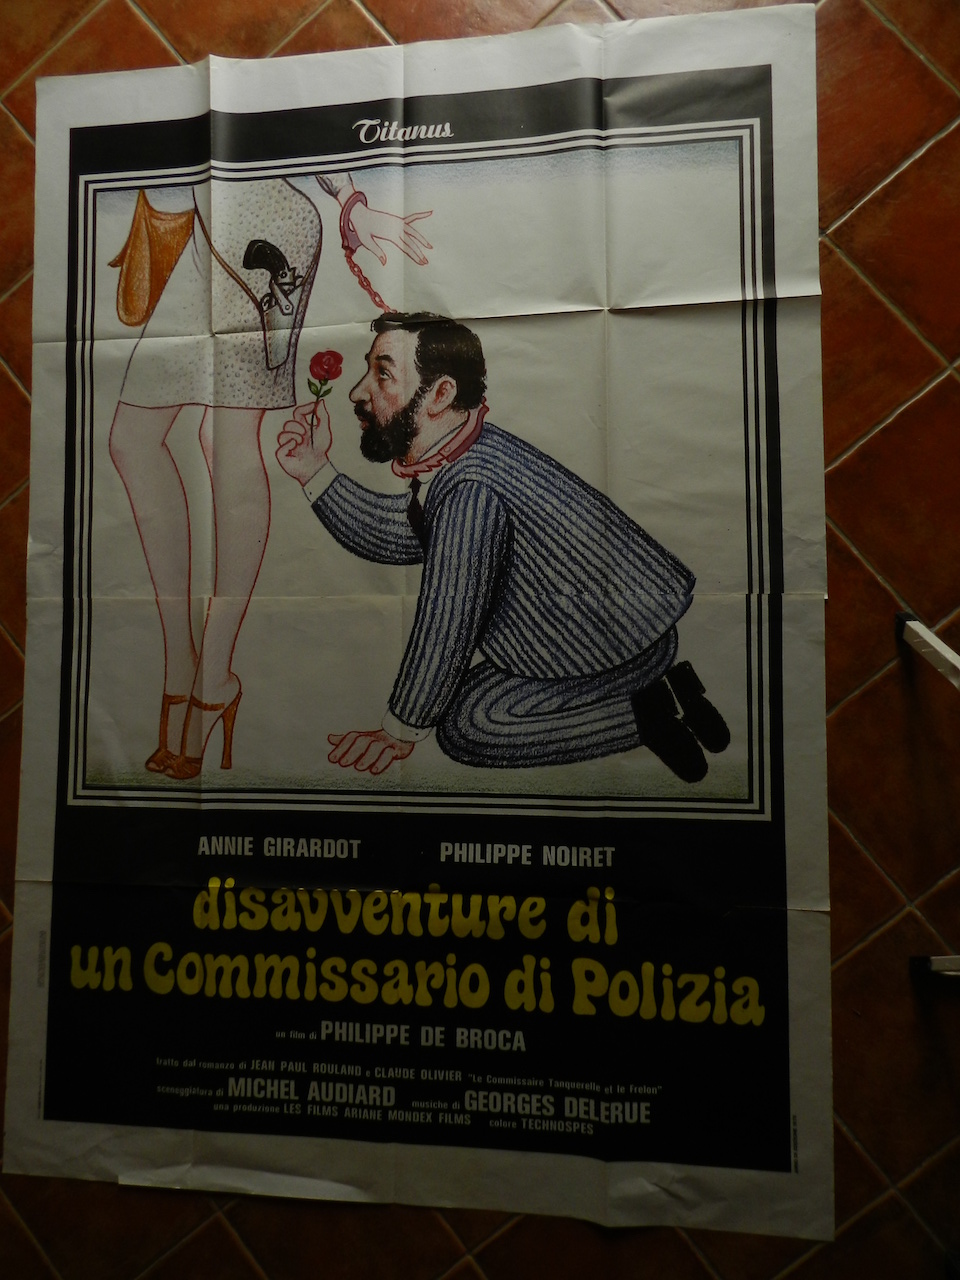 Titanus
ANNIE GIRARDOT PHILIPPE NOIRET
disavventure di
un Commissario di Polizia
un film di PHILIPPE DE BROCA
tratto dal romanzo di JEAN PAUL ROULAND e CLAUDE OLIVIER "Le Commissaire Tanquerelle et le Frelon"
sceneggiatura di MICHEL AUDIARD musiche di GEORGES DELERUE
una produzione LES FILMS ARIANE MONDEX FILMS colore TECHNOSPES